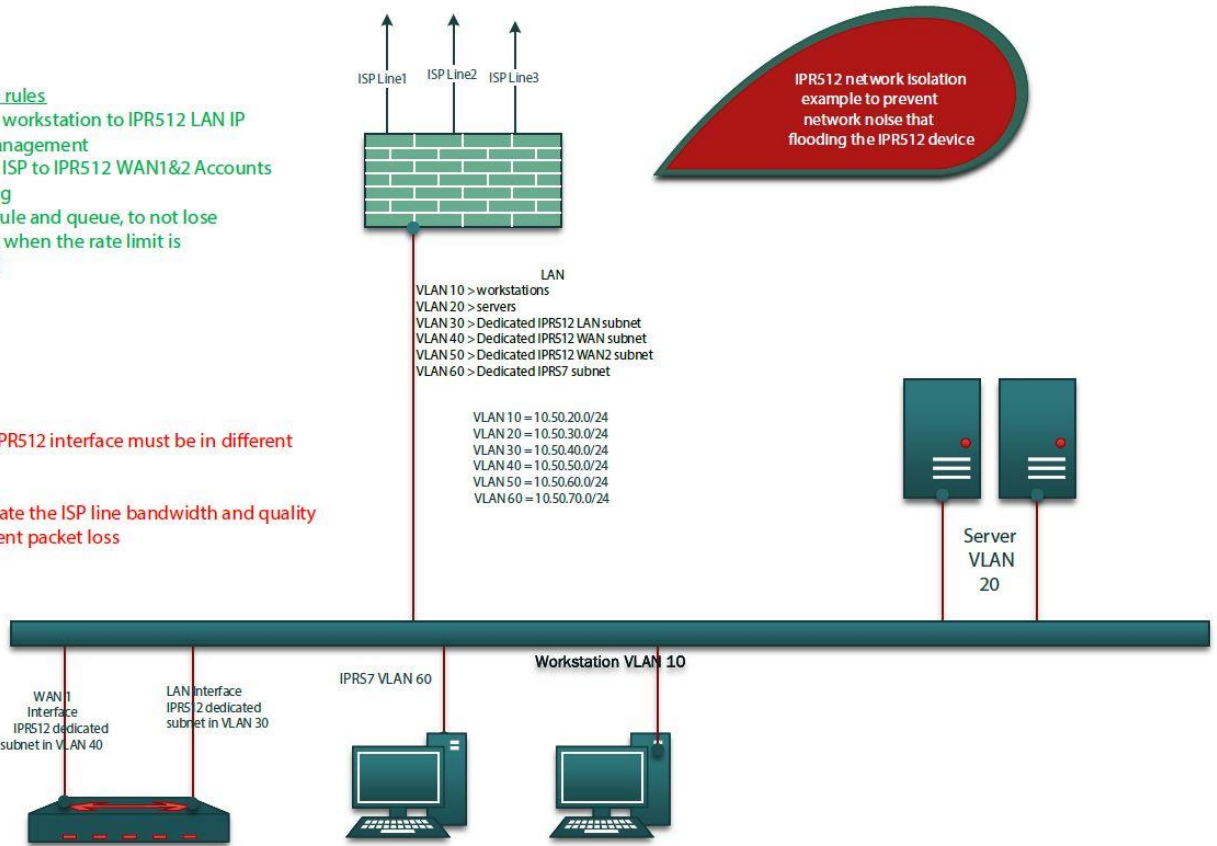 ISP Line1
ISP Line2
ISP Line3
IPR512 network isolation
example to prevent
network noise that
flooding the IPR512 device
rules
workstation to IPR512 LAN IP
ISP to IPR512 WAN1&2 Accounts
ule and queue, to not lose
when the rate limit is
LAN
VLAN 10 > workstations
VLAN 20 > servers
VLAN 30 > Dedicated IPR512 LAN subnet
VLAN 40 > Dedicated IPR512 WAN subnet
VLAN 50 > Dedicated IPR512 WAN2 subnet
VLAN 60 > Dedicated IPRS7 subnet
VLAN 10 = 10.50.20.0/24
VLAN 20 = 10.50.30.0/24
VLAN 30 = 10.50.40.0/24
VLAN 40 = 10.50.50.0/24
VLAN 50 = 10.50.60.0/24
VLAN 60 = 10.50.70.0/24
PR512 interface must be in different
ate the ISP line bandwidth and quality
ent packet loss
Server
VLAN
20
WAN 1
Interface
IPR512 dedicated
subnet in VLAN 40
LAN Interface
IPR512 dedicated
subnet in VLAN 30
IPRS7 VLAN 60
Workstation VLAN 10